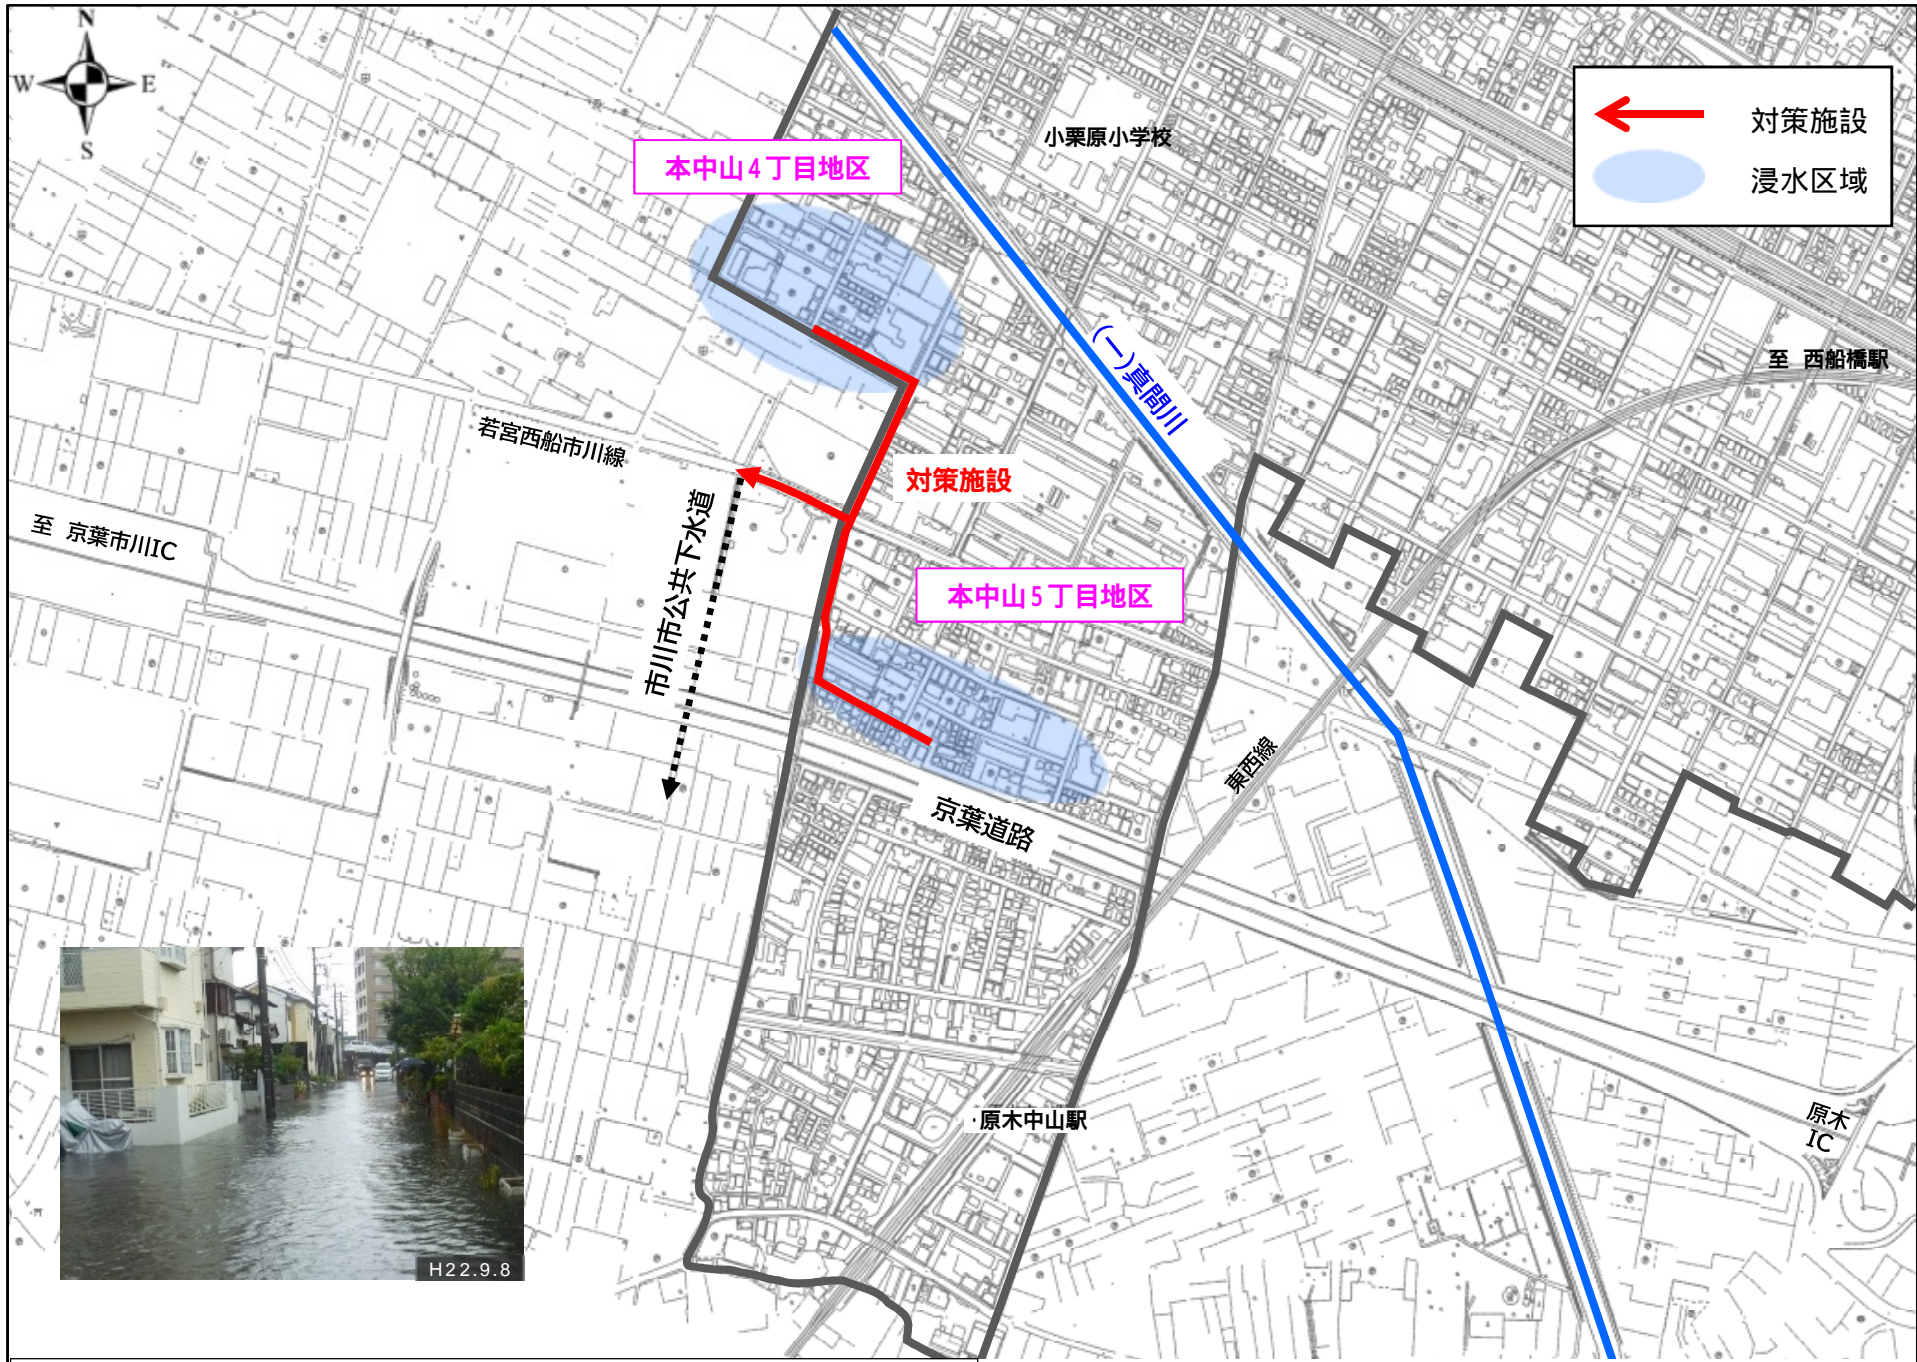 N
W
E
S
対策施設
浸水区域
小栗原小学校
本中山4丁目地区
(一)真間川
至 西船橋駅
若宮西船市川線
対策施設
市川市公共下水道
至 京葉市川IC
本中山5丁目地区
東西線
京葉道路
原木中山駅
原木
IC
H22.9.8